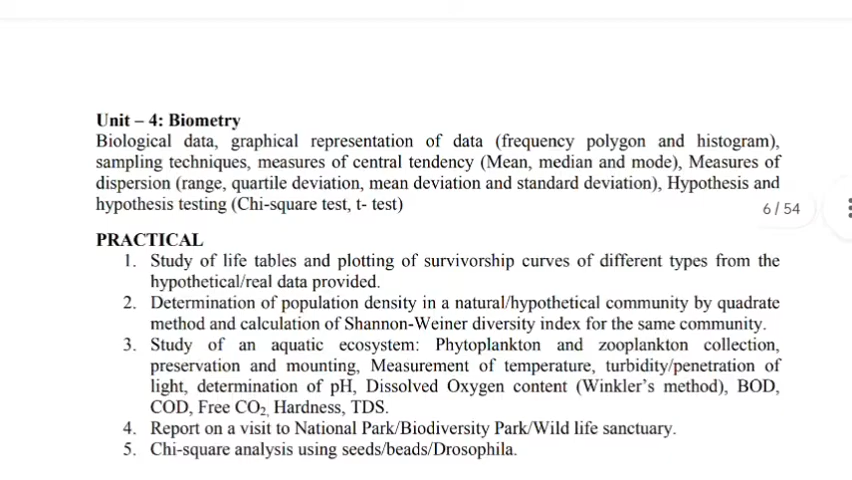 Unit – 4: Biometry
Biological data, graphical representation of data (frequency polygon and histogram),
sampling techniques, measures of central tendency (Mean, median and mode), Measures of
dispersion (range, quartile deviation, mean deviation and standard deviation), Hypothesis and
hypothesis testing (Chi-square test, t- test)
6 / 54
PRACTICAL
1. Study of life tables and plotting of survivorship curves of different types from the
hypothetical/real data provided.
2. Determination of population density in a natural/hypothetical community by quadrate
method and calculation of Shannon-Weiner diversity index for the same community.
3. Study of an aquatic ecosystem: Phytoplankton and zooplankton collection,
preservation and mounting, Measurement of temperature, turbidity/penetration of
light, determination of pH, Dissolved Oxygen content (Winkler’s method), BOD,
COD, Free CO₂, Hardness, TDS.
4. Report on a visit to National Park/Biodiversity Park/Wild life sanctuary.
5. Chi-square analysis using seeds/beads/Drosophila.